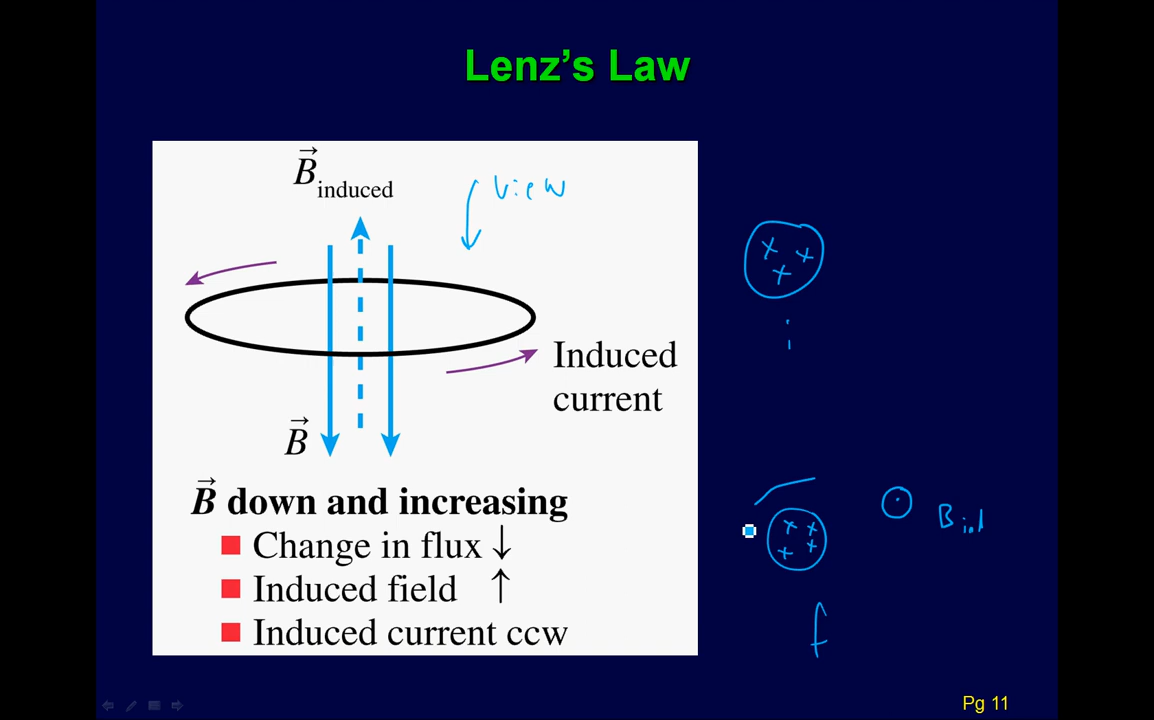 Lenz's Law
B⃗ induced
view
x x
x
i
Induced
current
B⃗
B⃗ down and increasing
Change in flux ↓
Induced field ↑
Induced current ccw
x x
x x
B ind
f
Pg 11